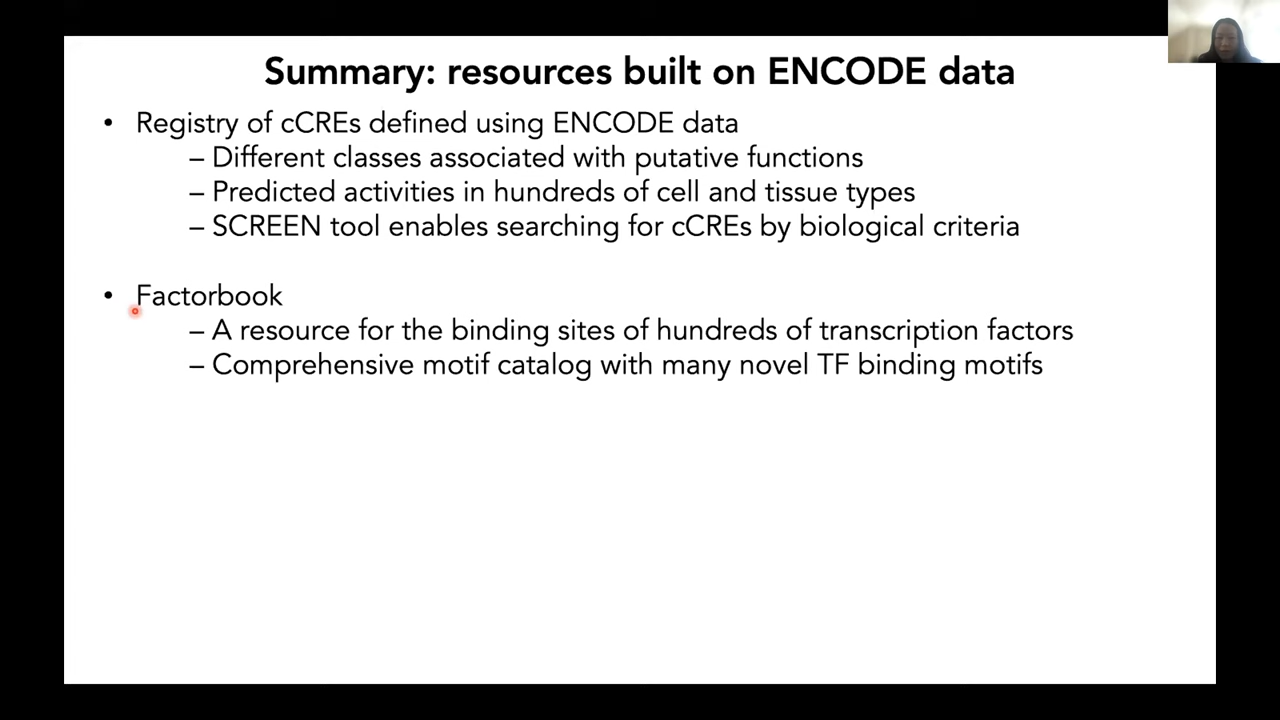 Summary: resources built on ENCODE data
• Registry of cCREs defined using ENCODE data
– Different classes associated with putative functions
– Predicted activities in hundreds of cell and tissue types
– SCREEN tool enables searching for cCREs by biological criteria
• Factorbook
– A resource for the binding sites of hundreds of transcription factors
– Comprehensive motif catalog with many novel TF binding motifs